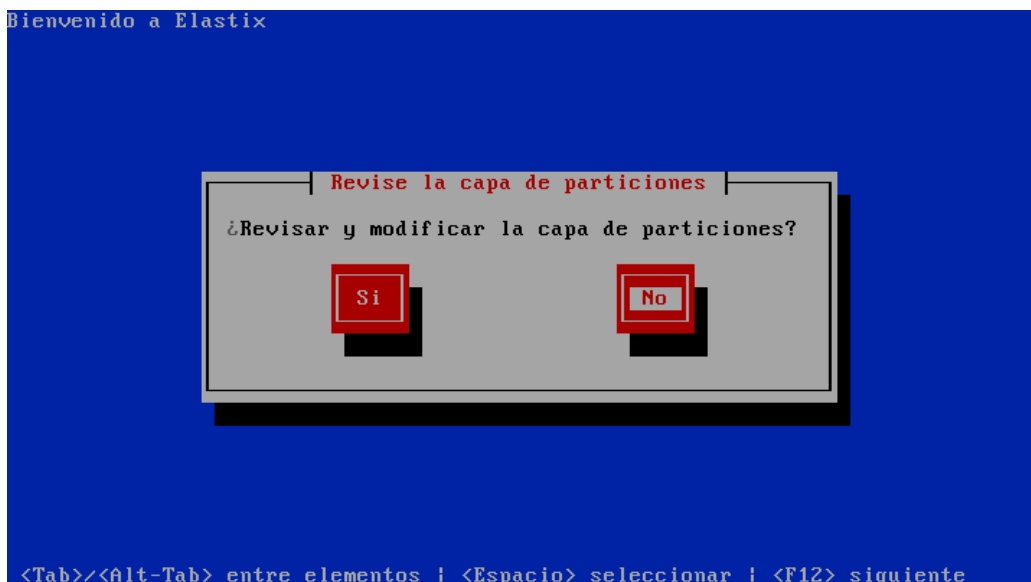 Bienvenido a Elastix
Revise la capa de particiones
¿Revisar y modificar la capa de particiones?
Si No
<Tab>/<Alt-Tab> entre elementos | <Espacio> seleccionar | <F12> siguiente